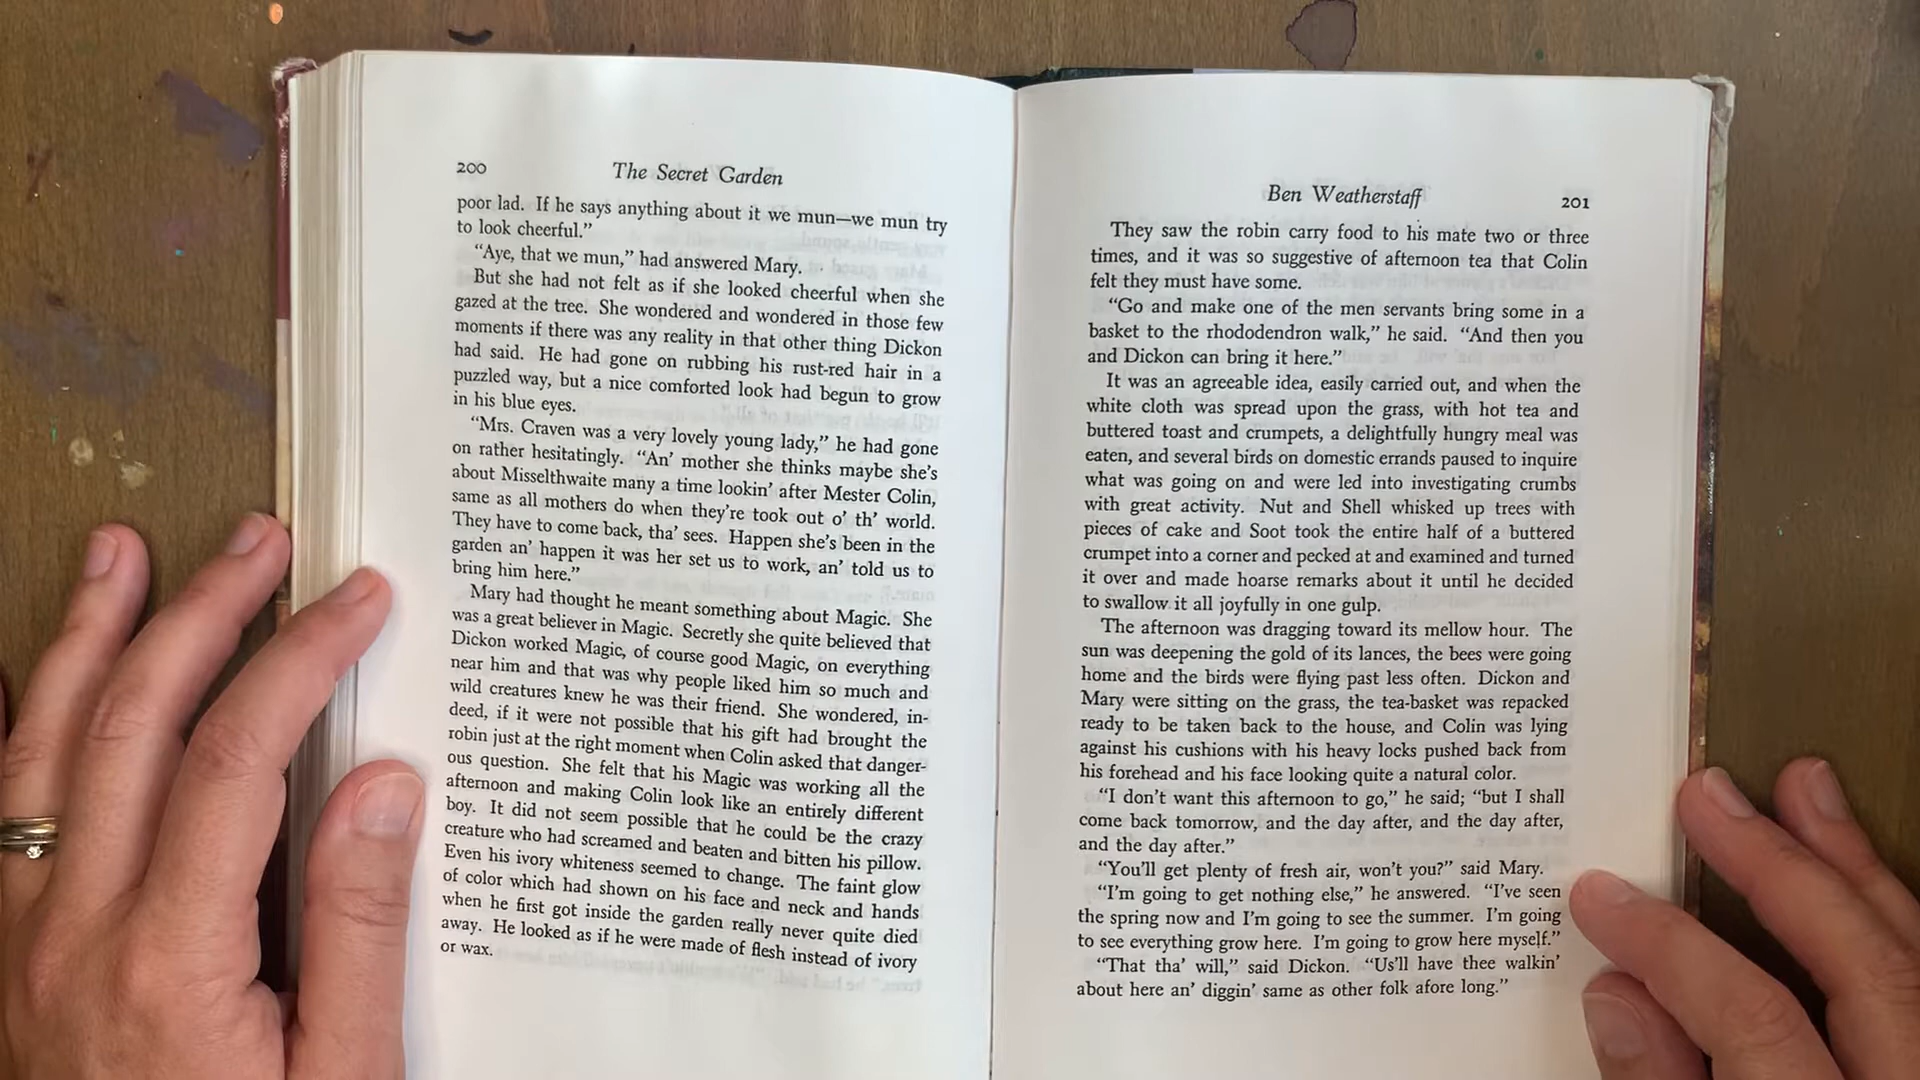 200
The Secret Garden
poor lad. If he says anything about it we mun—we mun try
to look cheerful.”
“Aye, that we mun,” had answered Mary.
But she had not felt as if she looked cheerful when she
gazed at the tree. She wondered and wondered in those few
moments if there was any reality in that other thing Dickon
had said. He had gone on rubbing his rust-red hair in a
puzzled way, but a nice comforted look had begun to grow
in his blue eyes.
“Mrs. Craven was a very lovely young lady,” he had gone
on rather hesitatingly. “An’ mother she thinks maybe she’s
about Misselthwaite many a time lookin’ after Mester Colin,
same as all mothers do when they’re took out o’ th’ world.
They have to come back, tha’ sees. Happen she’s been in the
garden an’ happen it was her set us to work, an’ told us to
bring him here.”
Mary had thought he meant something about Magic. She
was a great believer in Magic. Secretly she quite believed that
Dickon worked Magic, of course good Magic, on everything
near him and that was why people liked him so much and
wild creatures knew he was their friend. She wondered, in-
deed, if it were not possible that his gift had brought the
robin just at the right moment when Colin asked that danger-
ous question. She felt that his Magic was working all the
afternoon and making Colin look like an entirely different
boy. It did not seem possible that he could be the crazy
creature who had screamed and beaten and bitten his pillow.
Even his ivory whiteness seemed to change. The faint glow
of color which had shown on his face and neck and hands
when he first got inside the garden really never quite died
away. He looked as if he were made of flesh instead of ivory
or wax.
Ben Weatherstaff
201
They saw the robin carry food to his mate two or three
times, and it was so suggestive of afternoon tea that Colin
felt they must have some.
“Go and make one of the men servants bring some in a
basket to the rhododendron walk,” he said. “And then you
and Dickon can bring it here.”
It was an agreeable idea, easily carried out, and when the
white cloth was spread upon the grass, with hot tea and
buttered toast and crumpets, a delightfully hungry meal was
eaten, and several birds on domestic errands paused to inquire
what was going on and were led into investigating crumbs
with great activity. Nut and Shell whisked up trees with
pieces of cake and Soot took the entire half of a buttered
crumpet into a corner and pecked at and examined and turned
it over and made hoarse remarks about it until he decided
to swallow it all joyfully in one gulp.
The afternoon was dragging toward its mellow hour. The
sun was deepening the gold of its lances, the bees were going
home and the birds were flying past less often. Dickon and
Mary were sitting on the grass, the tea-basket was repacked
ready to be taken back to the house, and Colin was lying
against his cushions with his heavy locks pushed back from
his forehead and his face looking quite a natural color.
“I don’t want this afternoon to go,” he said; “but I shall
come back tomorrow, and the day after, and the day after,
and the day after.”
“You’ll get plenty of fresh air, won’t you?” said Mary.
“I’m going to get nothing else,” he answered. “I’ve seen
the spring now and I’m going to see the summer. I’m going
to see everything grow here. I’m going to grow here myself.”
“That tha’ will,” said Dickon. “Us’ll have thee walkin’
about here an’ diggin’ same as other folk afore long.”